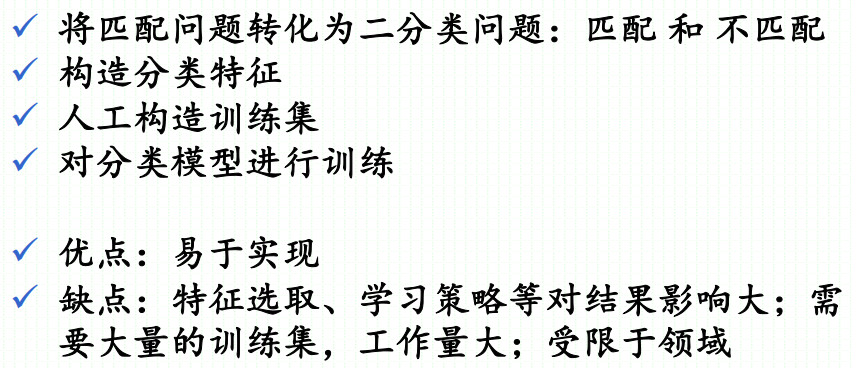 ✓ 将匹配问题转化为二分类问题：匹配 和 不匹配
✓ 构造分类特征
✓ 人工构造训练集
✓ 对分类模型进行训练
✓ 优点：易于实现
✓ 缺点：特征选取、学习策略等对结果影响大；需
要大量的训练集，工作量大；受限于领域